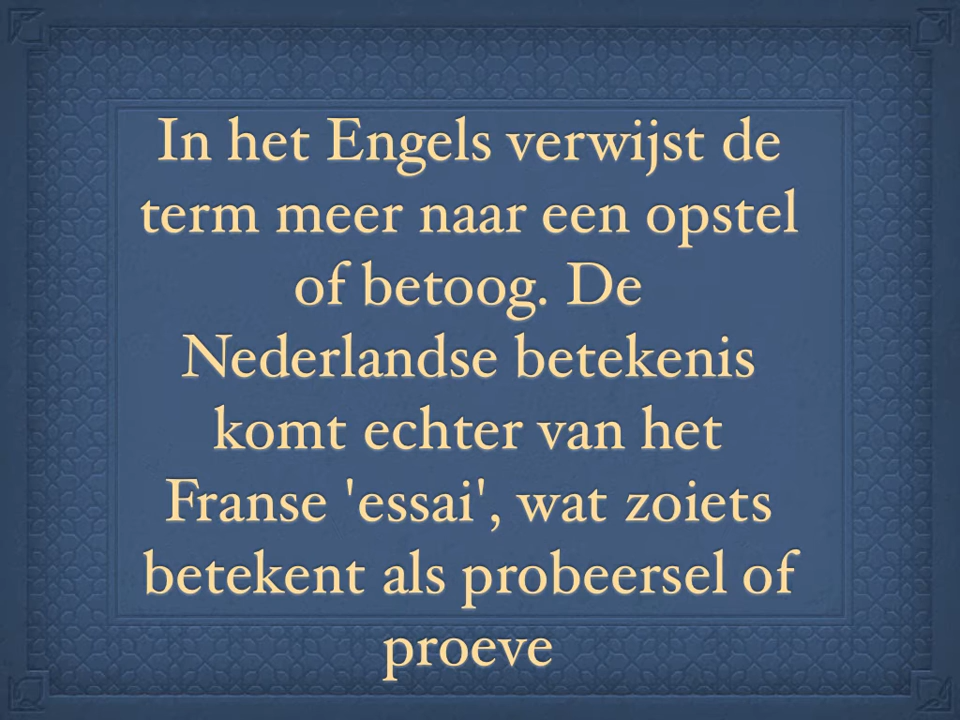 In het Engels verwijst de
term meer naar een opstel
of betoog. De
Nederlandse betekenis
komt echter van het
Franse 'essai', wat zoiets
betekent als probeersel of
proeve